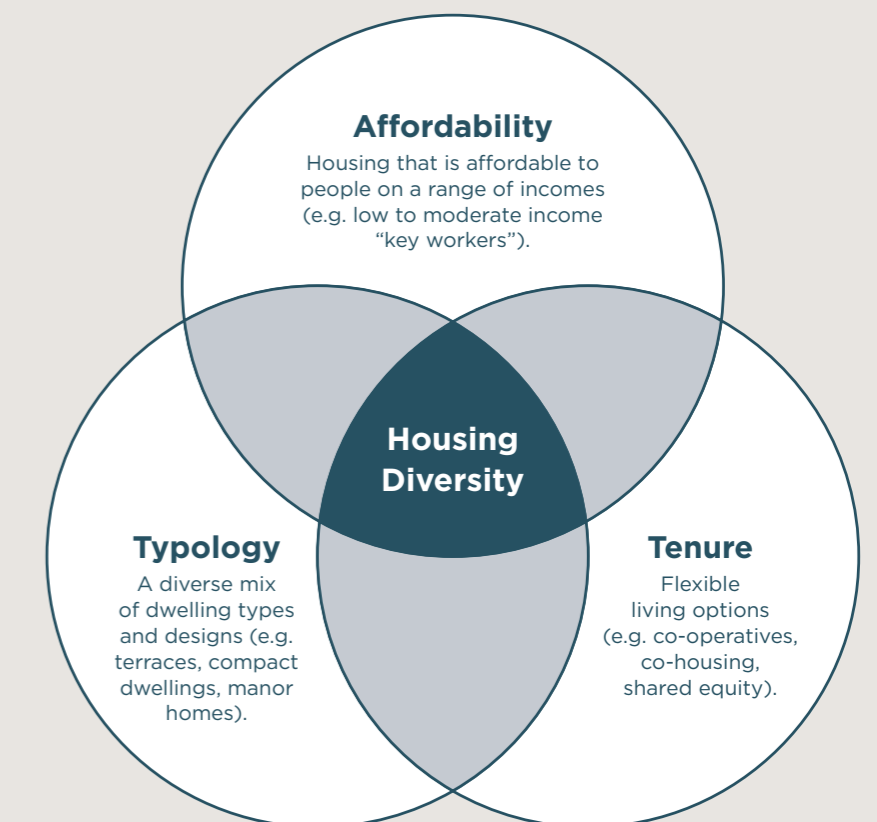 Affordability
Housing that is affordable to
people on a range of incomes
(e.g. low to moderate income
“key workers”).
Housing
Diversity
Typology
A diverse mix
of dwelling types
and designs (e.g.
terraces, compact
dwellings, manor
homes).
Tenure
Flexible
living options
(e.g. co-operatives,
co-housing,
shared equity).